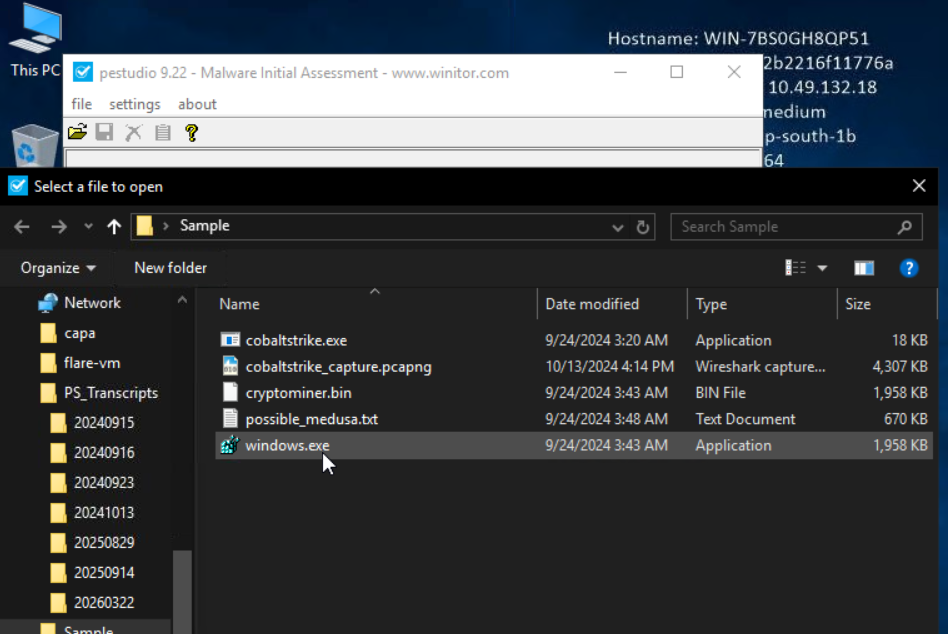 Hostname: WIN-7BS0GH8QP51
2b2216f11776a
This PC
pestudio 9.22 - Malware Initial Assessment - www.winitor.com
10.49.132.18
file settings about
medium
p-south-1b
64
Select a file to open
Sample
Search Sample
Organize New folder
Name Date modified Type Size
Network
capa
flare-vm
PS_Transcripts
20240915
20240916
20240923
20241013
20250829
20250914
20260322
Sample
cobaltstrike.exe 9/24/2024 3:20 AM Application 18 KB
cobaltstrike_capture.pcapng 10/13/2024 4:14 PM Wireshark capture... 4,307 KB
cryptominer.bin 9/24/2024 3:43 AM BIN File 1,958 KB
possible_medusa.txt 9/24/2024 3:48 AM Text Document 670 KB
windows.exe 9/24/2024 3:43 AM Application 1,958 KB